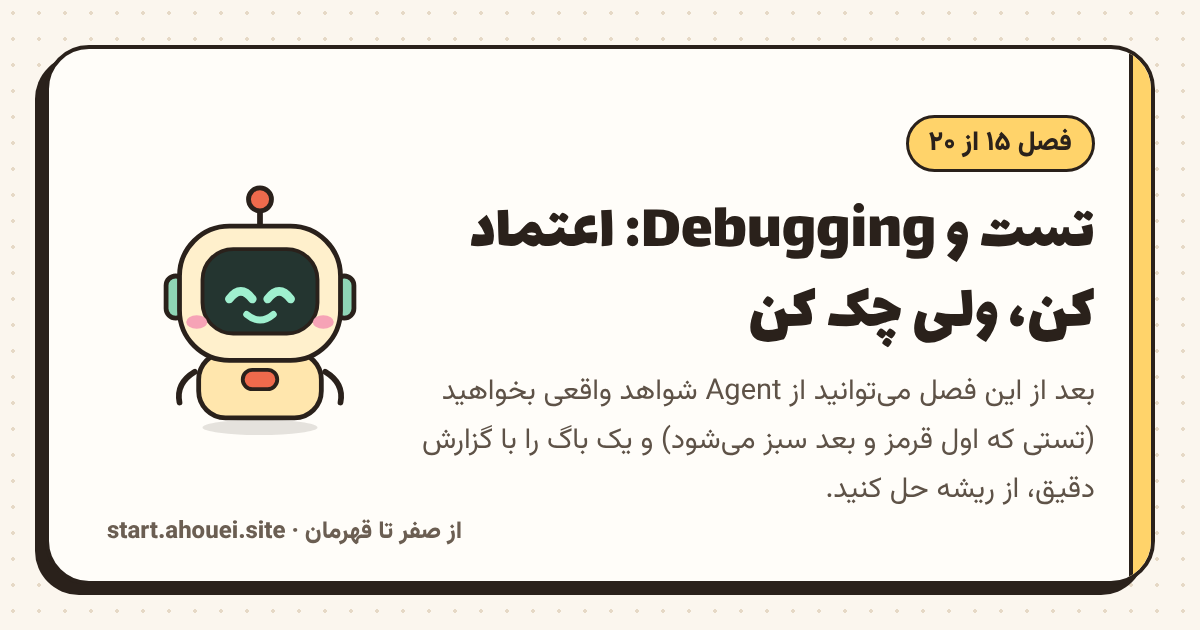 فصل ۱۵ از ۲۰
تست و Debugging: اعتماد
کن، ولی چک کن
بعد از این فصل می‌توانید از Agent شواهد واقعی بخواهید
(تستی که اول قرمز و بعد سبز می‌شود) و یک باگ را با گزارش
دقیق، از ریشه حل کنید.
از صفر تا قهرمان · start.ahouei.site